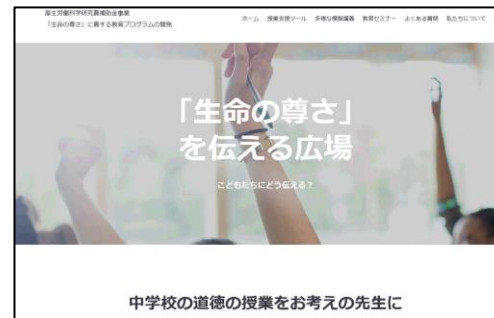 厚生労働科学研究費補助金事業
「生命の尊さ」に資する教育プログラムの開発
ホーム 授業支援ツール 多様な模擬講義 教育セミナー よくある質問 私たちについて
「生命の尊さ」
を伝える広場
こどもたちにどう伝える？
中学校の道徳の授業をお考えの先生に